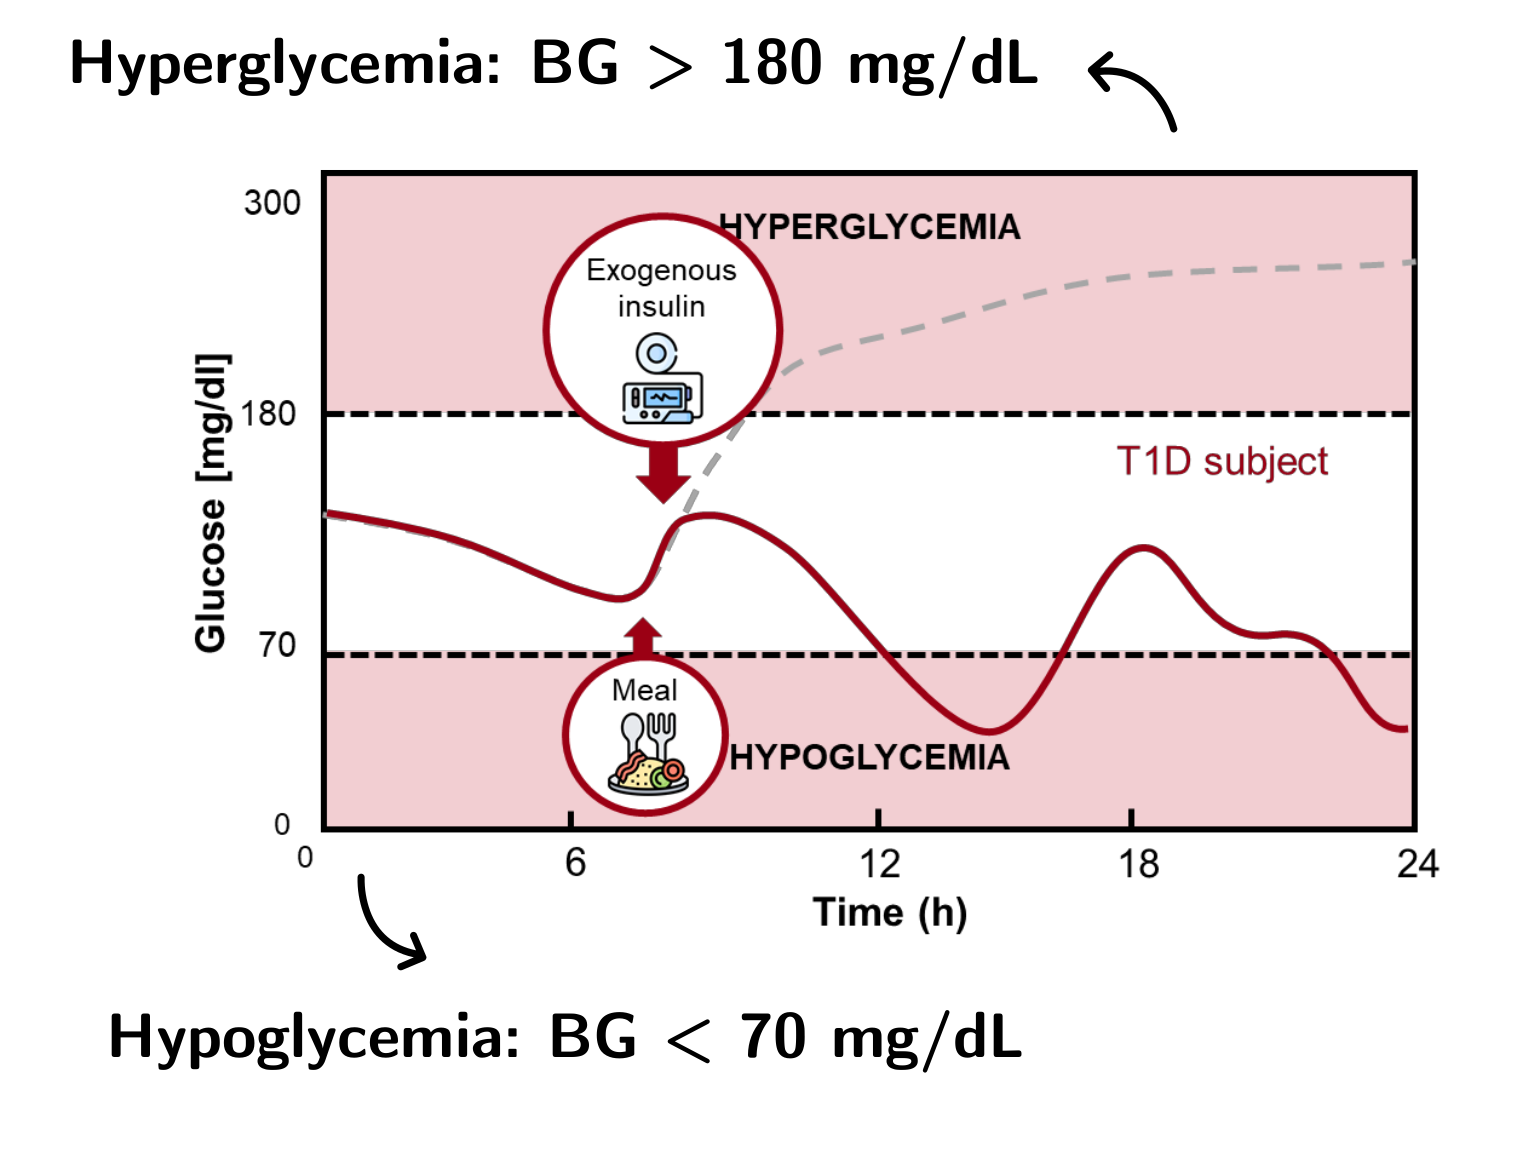 Hyperglycemia: BG > 180 mg/dL
300
HYPERGLYCEMIA
Exogenous
insulin
180
T1D subject
Glucose [mg/dl]
70
Meal
HYPOGLYCEMIA
0
0
6
12
18
24
Time (h)
Hypoglycemia: BG < 70 mg/dL